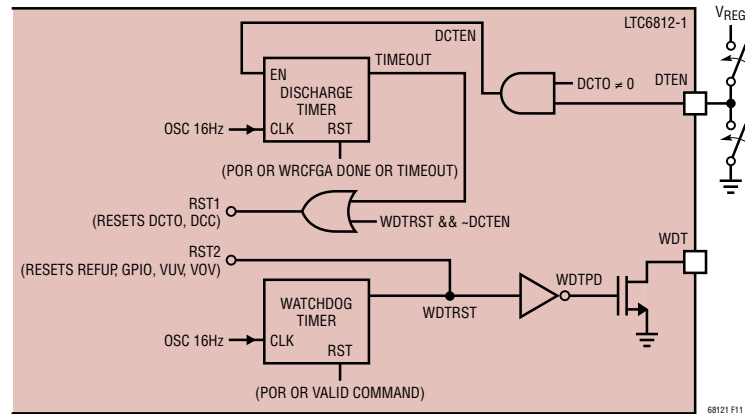 LTC6812-1
VREG
DCTEN
TIMEOUT
EN
DISCHARGE
TIMER
DCTO ≠ 0
DTEN
OSC 16Hz
CLK
RST
(POR OR WRCFGA DONE OR TIMEOUT)
RST1
(RESETS DCTO, DCC)
WDTRST && ~DCTEN
RST2
(RESETS REFUP, GPIO, VUV, VOV)
WDT
WATCHDOG
TIMER
WDTRST
WDTPD
OSC 16Hz
CLK
RST
(POR OR VALID COMMAND)
68121 F11